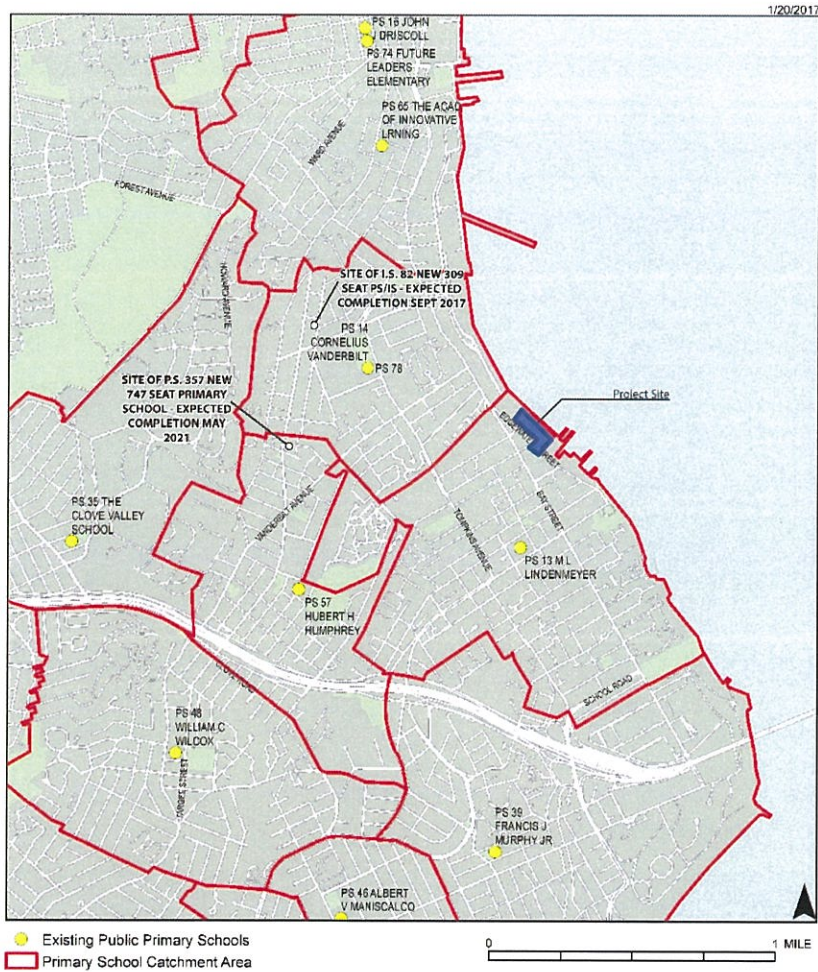 1/20/2017
PS 16 JOHN
J DRISCOLL
PS 74 FUTURE
LEADERS
ELEMENTARY
PS 65 THE ACAD
OF INNOVATIVE
LRNING
WARD AVENUE
FOREST AVENUE
HOWARD AVENUE
SITE OF I.S. 82 NEW 309
SEAT PS/IS - EXPECTED
COMPLETION SEPT 2017
PS 14
CORNELIUS
VANDERBILT
PS 78
SITE OF P.S. 357 NEW
747 SEAT PRIMARY
SCHOOL - EXPECTED
COMPLETION MAY
2021
Project Site
STREET
BAY STREET
VANDERBILT AVENUE
TOMPKINS AVENUE
PS 35 THE
CLOVE VALLEY
SCHOOL
PS 13 M L
LINDENMEYER
PS 57
HUBERT H
HUMPHREY
SCHOOL ROAD
PS 48
WILLIAM C
WILCOX
STREET
PS 39
FRANCIS J
MURPHY JR
PS 46 ALBERT
V MANISCALCO
Existing Public Primary Schools
Primary School Catchment Area
0
1 MILE